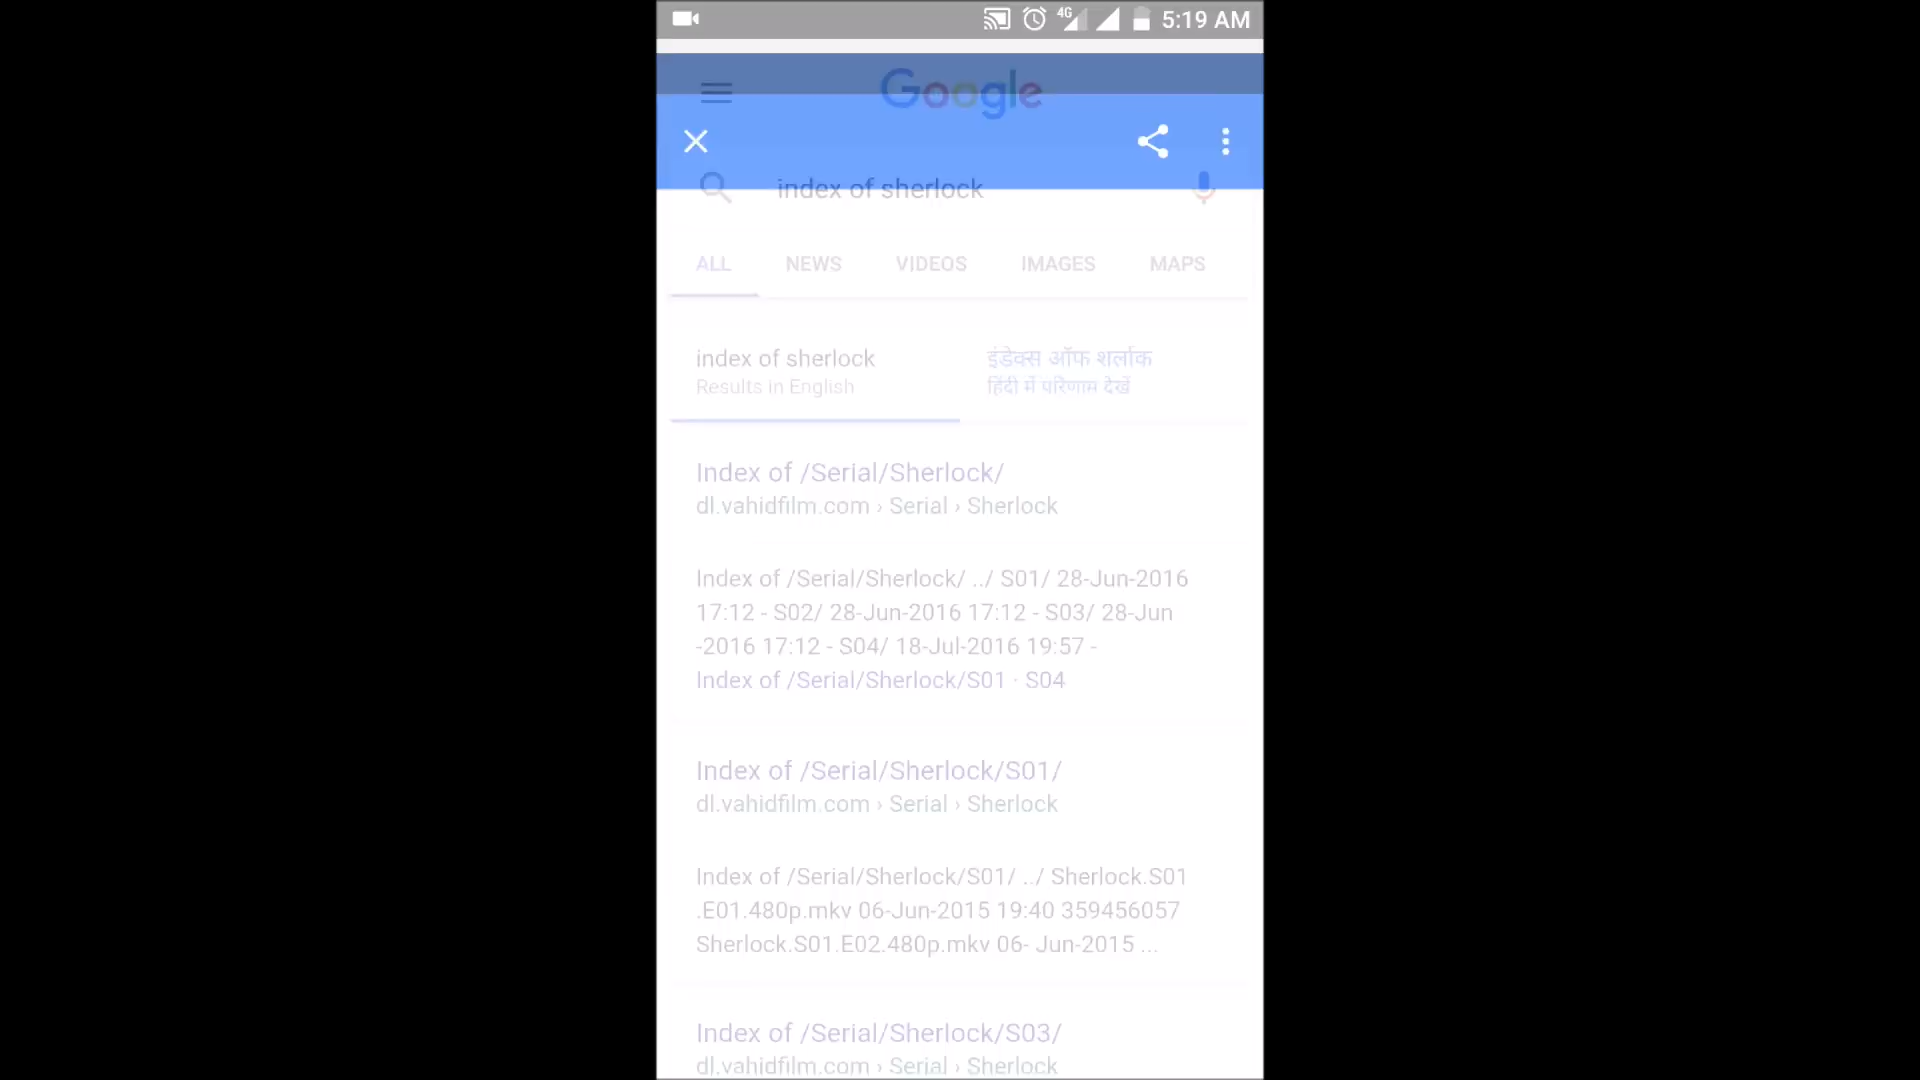 4G 5:19 AM
Google
index of sherlock
ALL NEWS VIDEOS IMAGES MAPS
index of sherlock
Results in English
इंडेक्स ऑफ शर्लाक
हिंदी में परिणाम देखें
Index of /Serial/Sherlock/
dl.vahidfilm.com › Serial › Sherlock
Index of /Serial/Sherlock/ ../ S01/ 28-Jun-2016
17:12 - S02/ 28-Jun-2016 17:12 - S03/ 28-Jun
-2016 17:12 - S04/ 18-Jul-2016 19:57 -
Index of /Serial/Sherlock/S01 · S04
Index of /Serial/Sherlock/S01/
dl.vahidfilm.com › Serial › Sherlock
Index of /Serial/Sherlock/S01/ ../ Sherlock.S01
.E01.480p.mkv 06-Jun-2015 19:40 359456057
Sherlock.S01.E02.480p.mkv 06- Jun-2015 ...
Index of /Serial/Sherlock/S03/
dl.vahidfilm.com › Serial › Sherlock